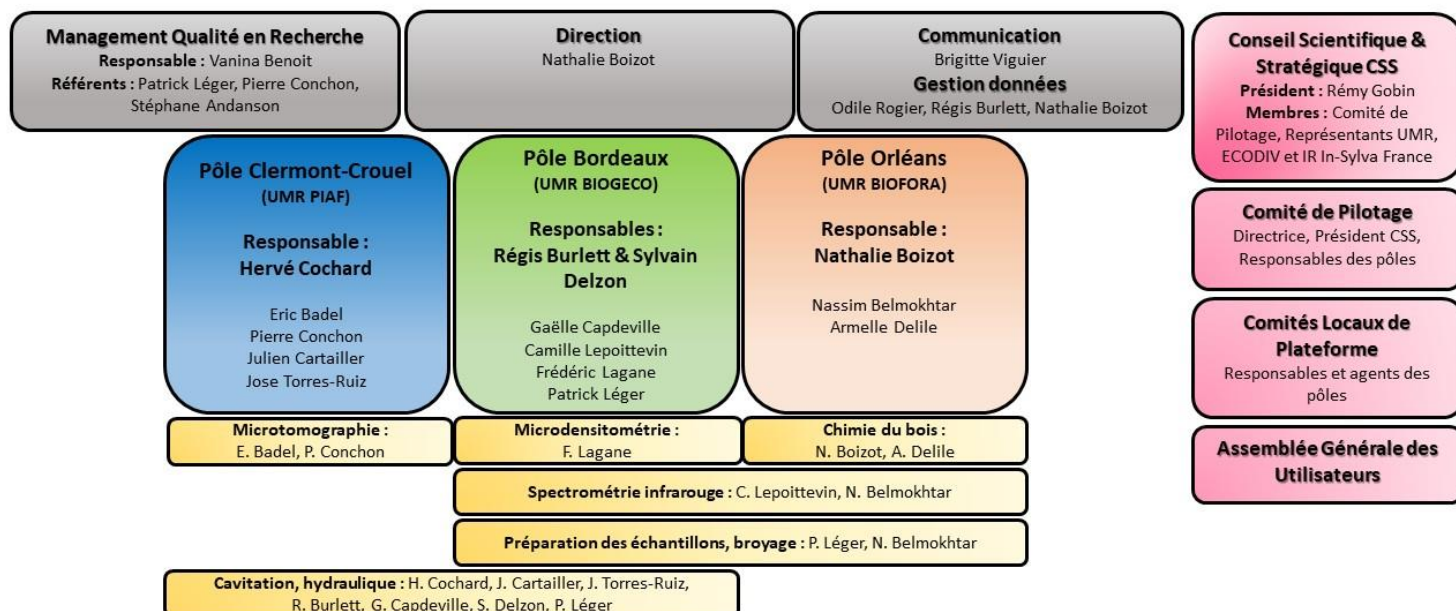 Management Qualité en Recherche
Responsable : Vanina Benoit
Référents : Patrick Léger, Pierre Conchon,
Stéphane Andanson
Direction
Nathalie Boizot
Communication
Brigitte Viguier
Gestion données
Odile Rogier, Régis Burlett, Nathalie Boizot
Conseil Scientifique &
Stratégique CSS
Président : Rémy Gobin
Membres : Comité de
Pilotage, Représentants UMR,
ECODIV et IR In-Sylva France
Pôle Clermont-Crouel
(UMR PIAF)
Responsable :
Hervé Cochard
Eric Badel
Pierre Conchon
Julien Cartailler
Jose Torres-Ruiz
Pôle Bordeaux
(UMR BIOGECO)
Responsables :
Régis Burlett & Sylvain
Delzon
Gaëlle Capdeville
Camille Lepoittevin
Frédéric Lagane
Patrick Léger
Pôle Orléans
(UMR BIOFORA)
Responsable :
Nathalie Boizot
Nassim Belmokhtar
Armelle Delile
Comité de Pilotage
Directrice, Président CSS,
Responsables des pôles
Comités Locaux de
Plateforme
Responsables et agents des
pôles
Assemblée Générale des
Utilisateurs
Microtomographie :
E. Badel, P. Conchon
Microdensitométrie :
F. Lagane
Chimie du bois :
N. Boizot, A. Delile
Spectrométrie infrarouge : C. Lepoittevin, N. Belmokhtar
Préparation des échantillons, broyage : P. Léger, N. Belmokhtar
Cavitation, hydraulique : H. Cochard, J. Cartailler, J. Torres-Ruiz,
R. Burlett, G. Capdeville, S. Delzon, P. Léger